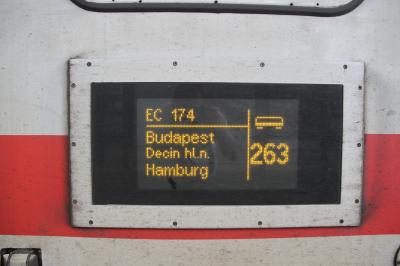 EC 174
Budapest
Decin hl.n.
Hamburg
263